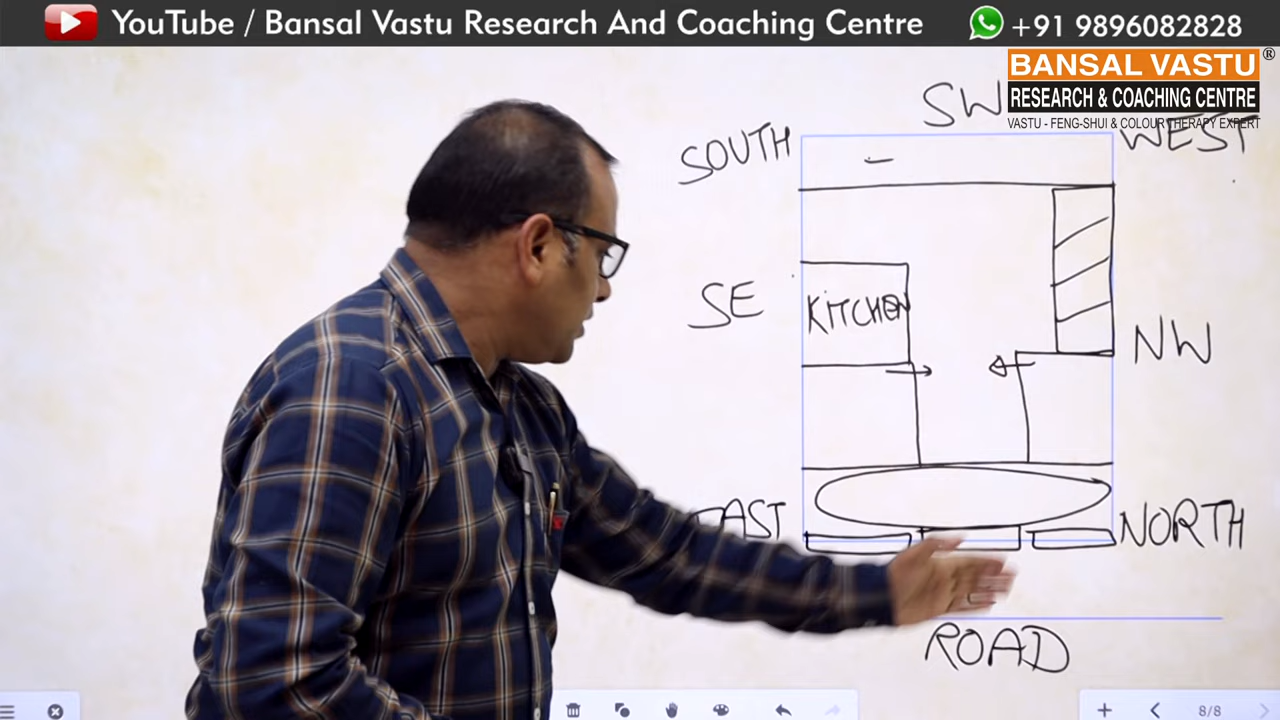 YouTube / Bansal Vastu Research And Coaching Centre
+91 9896082828
BANSAL VASTU®
RESEARCH & COACHING CENTRE
VASTU - FENG-SHUI & COLOUR THERAPY EXPERT
SW
SOUTH
WEST
SE
KITCHEN
NW
EAST
NORTH
ROAD
8/8